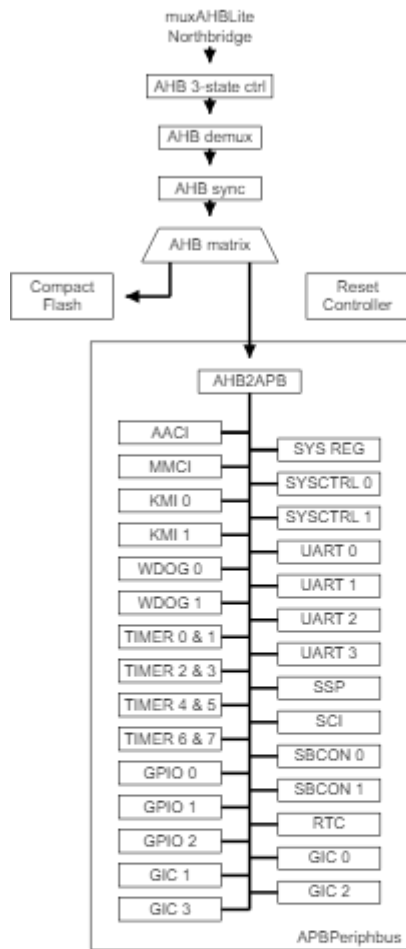 muxAHBLite
Northbridge
AHB 3-state ctrl
AHB demux
AHB sync
AHB matrix
Compact
Flash
Reset
Controller
AHB2APB
AACI
MMCI
KMI 0
KMI 1
WDOG 0
WDOG 1
TIMER 0 & 1
TIMER 2 & 3
TIMER 4 & 5
TIMER 6 & 7
GPIO 0
GPIO 1
GPIO 2
GIC 1
GIC 3
SYS REG
SYSCTRL 0
SYSCTRL 1
UART 0
UART 1
UART 2
UART 3
SSP
SCI
SBCON 0
SBCON 1
RTC
GIC 0
GIC 2
APBPeriphbus